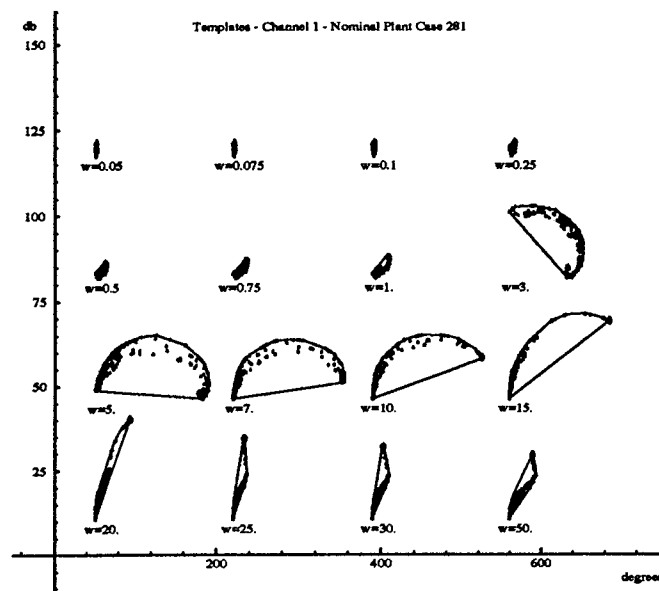 db
Templates - Channel 1 - Nominal Plant Case 281
150
125
w=0.05 w=0.075 w=0.1 w=0.25
100
w=0.5 w=0.75 w=1. w=3.
75
50
w=5. w=7. w=10. w=15.
25
w=20. w=25. w=30. w=50.
200 400 600
degrees